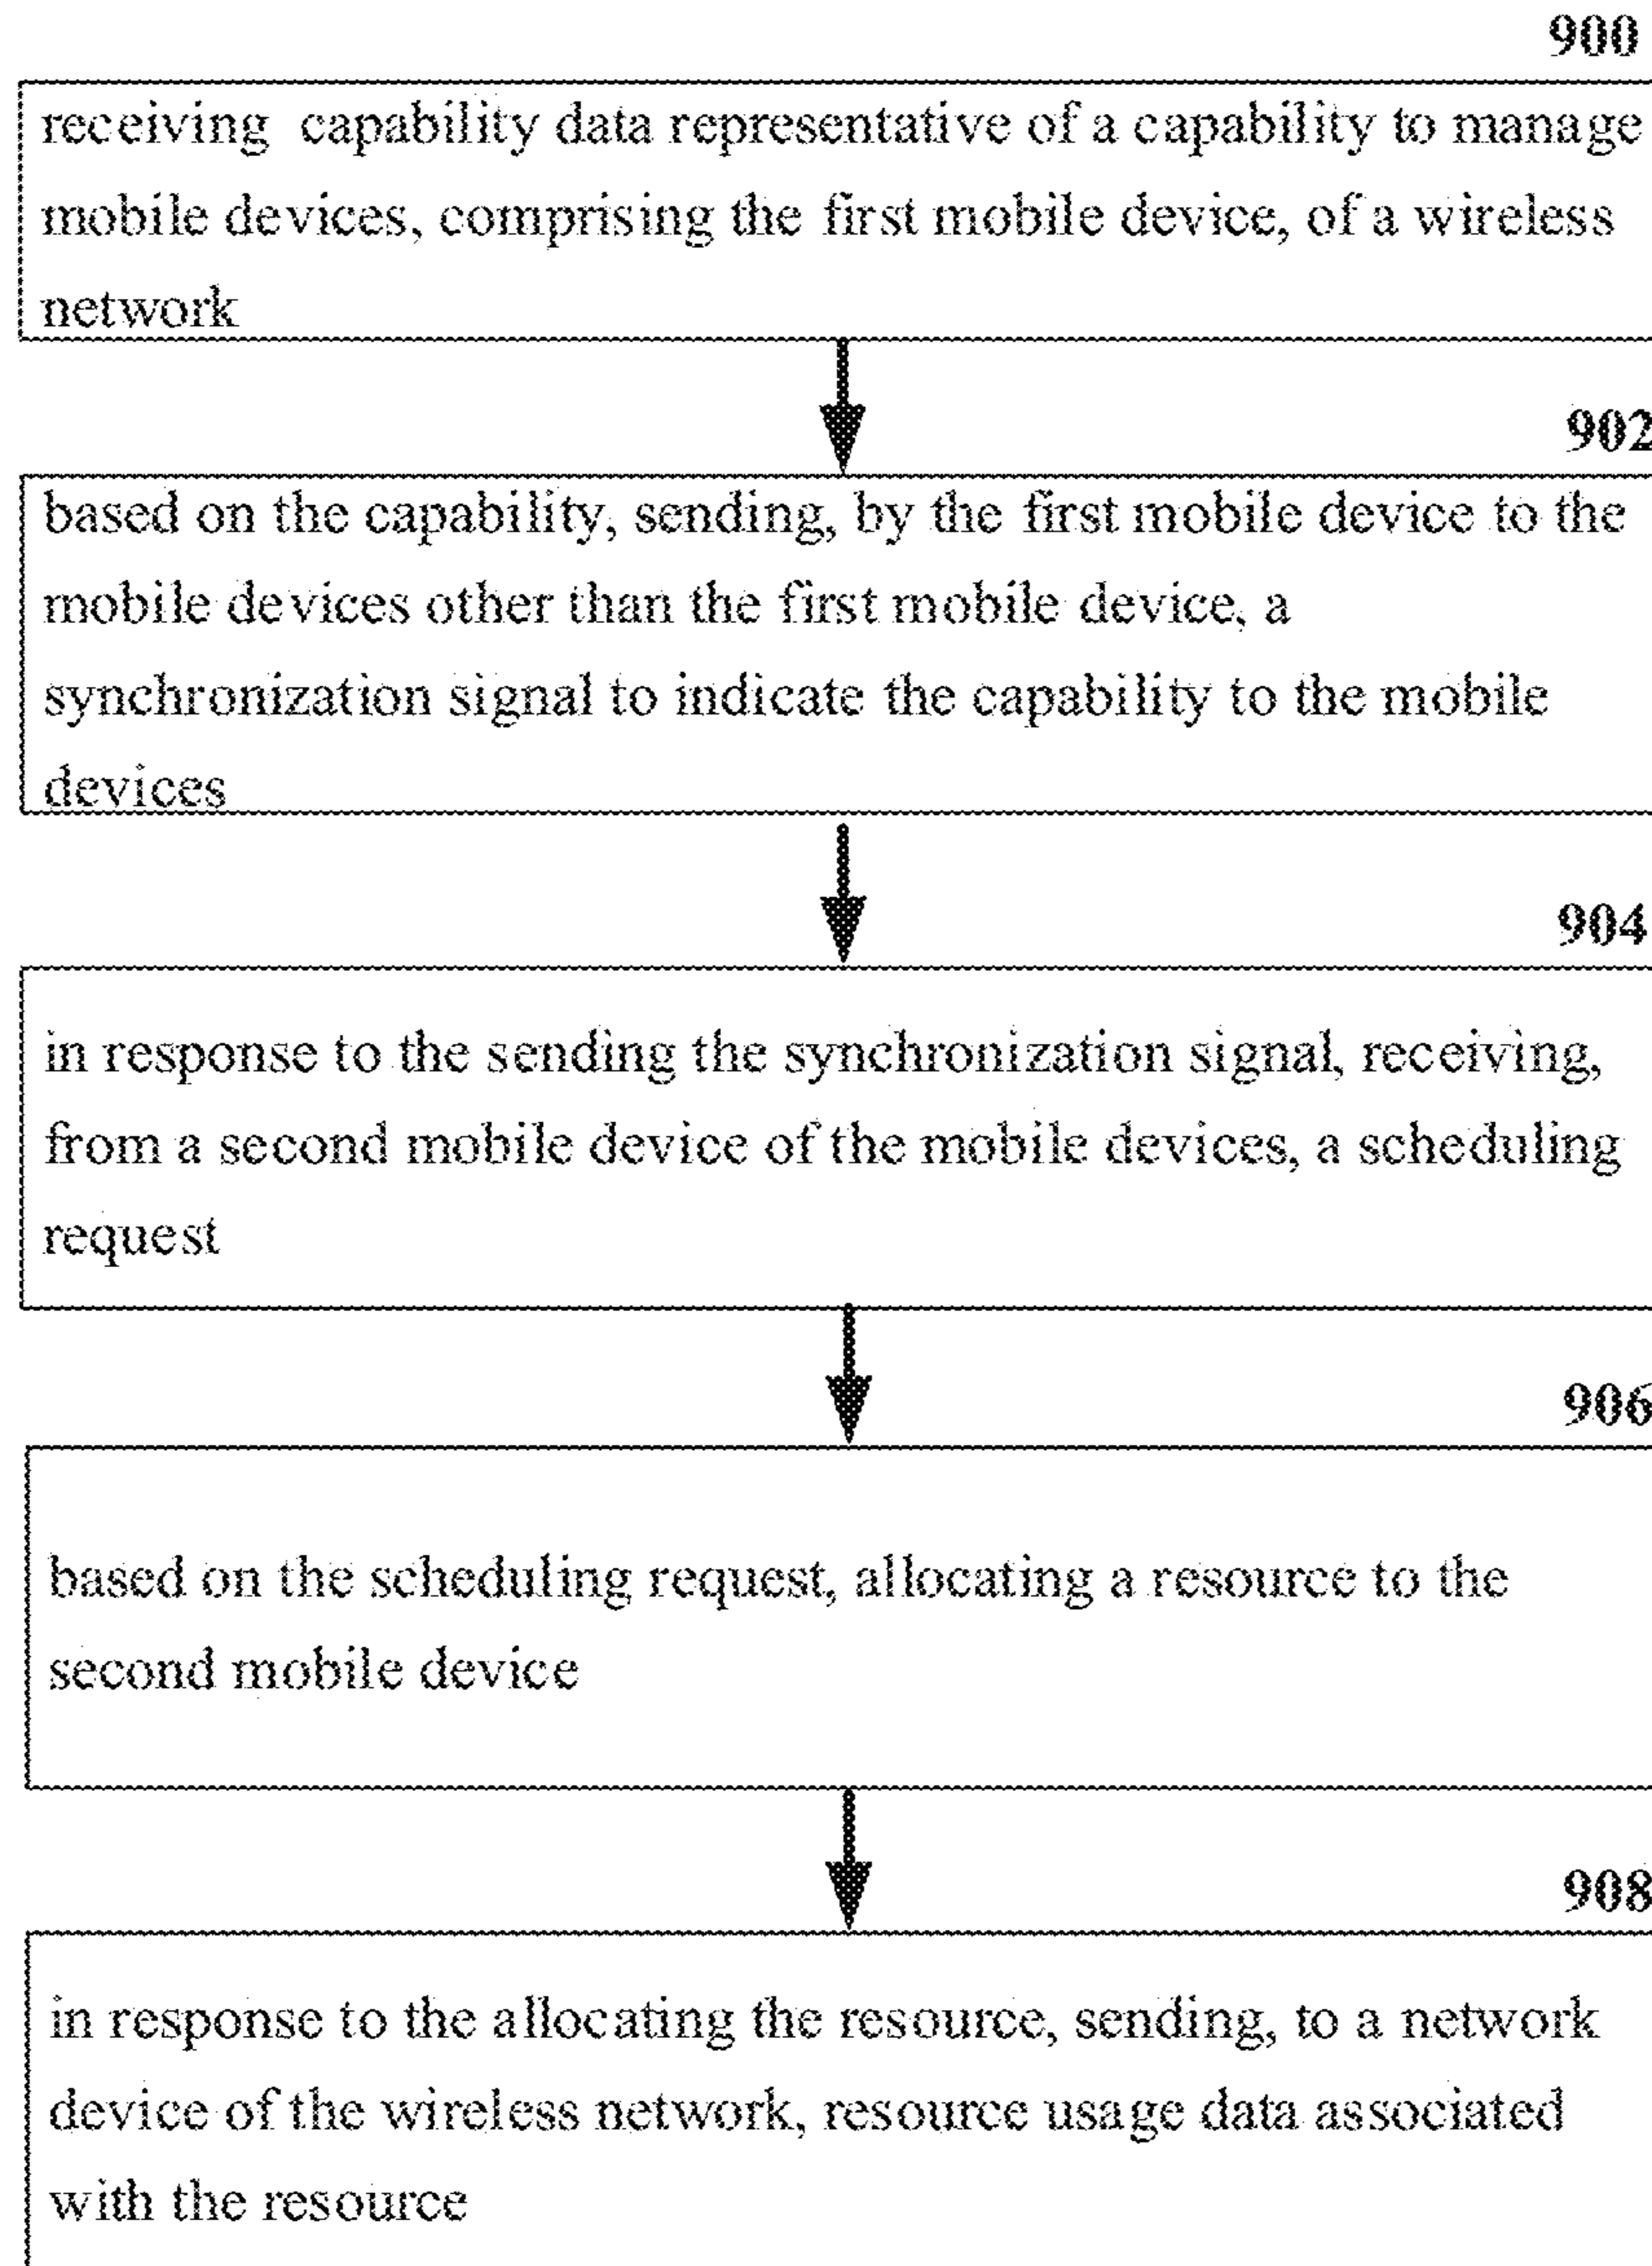 900
receiving capability data representative of a capability to manage
mobile devices, comprising the first mobile device, of a wireless
network
902
based on the capability, sending, by the first mobile device to the
mobile devices other than the first mobile device, a
synchronization signal to indicate the capability to the mobile
devices
904
in response to the sending the synchronization signal, receiving,
from a second mobile device of the mobile devices, a scheduling
request
906
based on the scheduling request, allocating a resource to the
second mobile device
908
in response to the allocating the resource, sending, to a network
device of the wireless network, resource usage data associated
with the resource